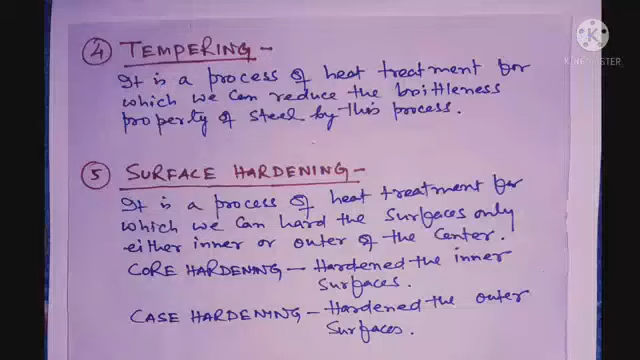 ④ TEMPERING -
It is a process of heat treatment for
which we can reduce the brittleness
property of steel by this process.
⑤ SURFACE HARDENING -
It is a process of heat treatment for
which we can hard the surfaces only
either inner or outer of the center.
CORE HARDENING - Hardened the inner
surfaces.
CASE HARDENING - Hardened the outer
surfaces.
K
KINEMASTER